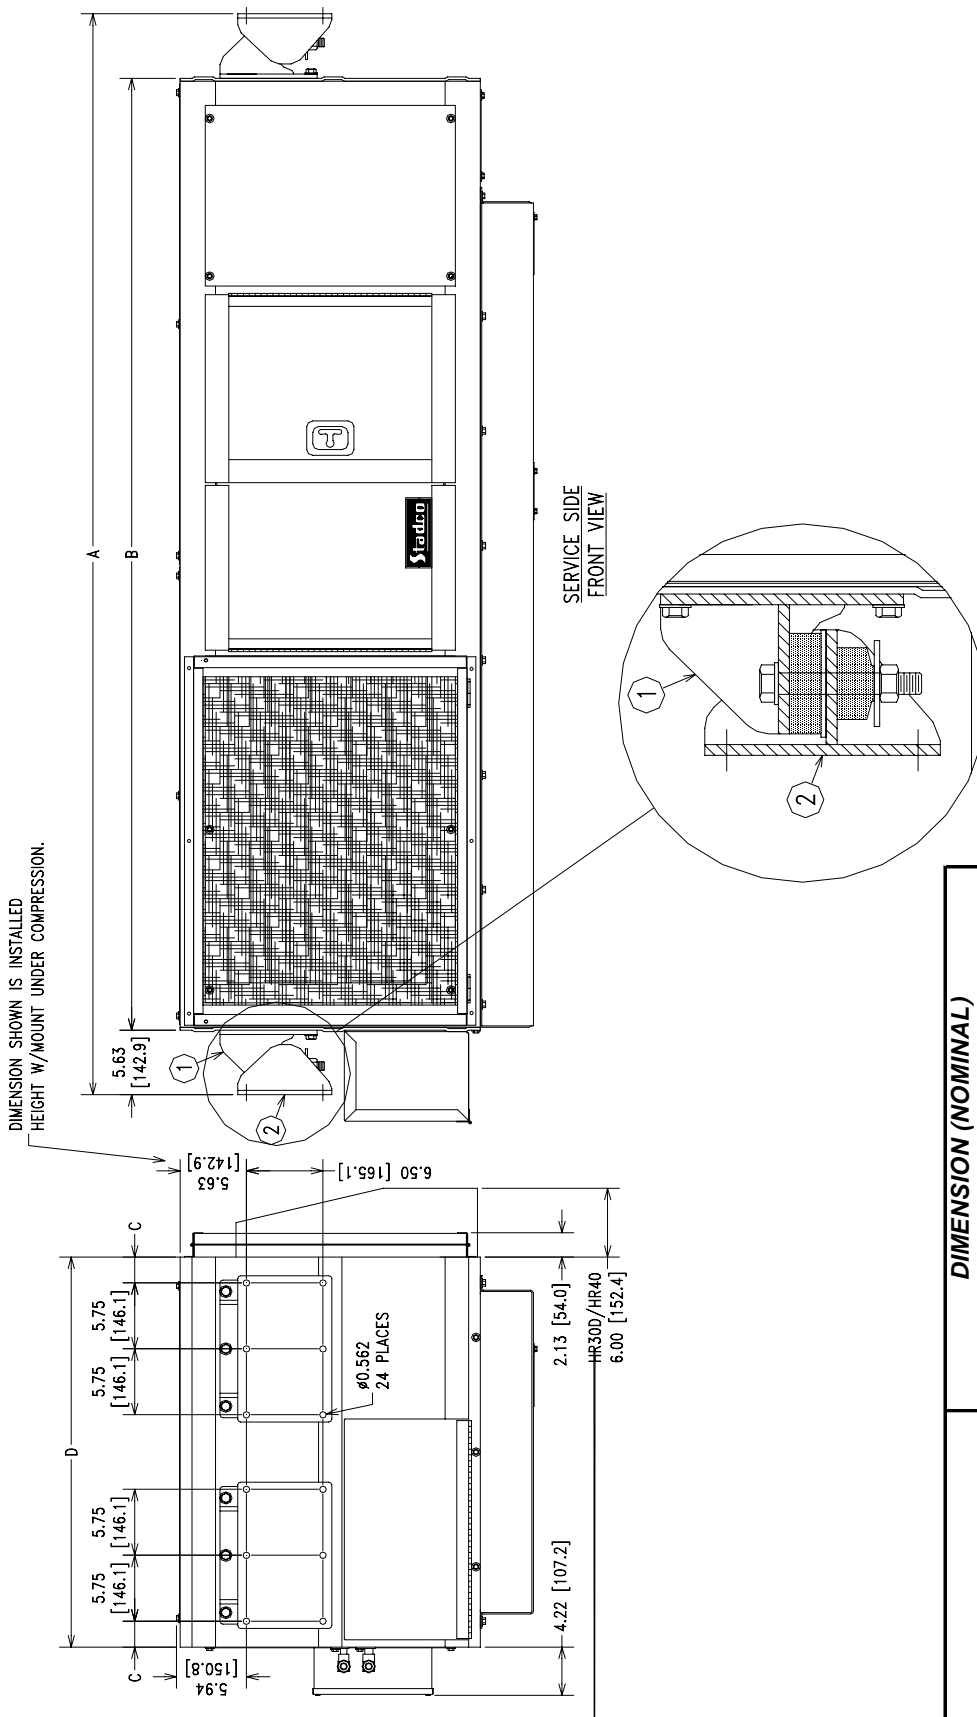 DIMENSION SHOWN IS INSTALLED
HEIGHT W/MOUNT UNDER COMPRESSION.
A
B
5.63
[142.9]
1
2
T
Stadco
SERVICE SIDE
FRONT VIEW
1
2
C
5.75
[146.1]
5.75
[146.1]
D
5.75
[146.1]
5.75
[146.1]
C
5.63
[142.9]
6.50 [165.1]
5.94
[150.8]
ø0.562
24 PLACES
2.13 [54.0]
HR30D/HR40
6.00 [152.4]
4.22 [107.2]
DIMENSION (NOMINAL)